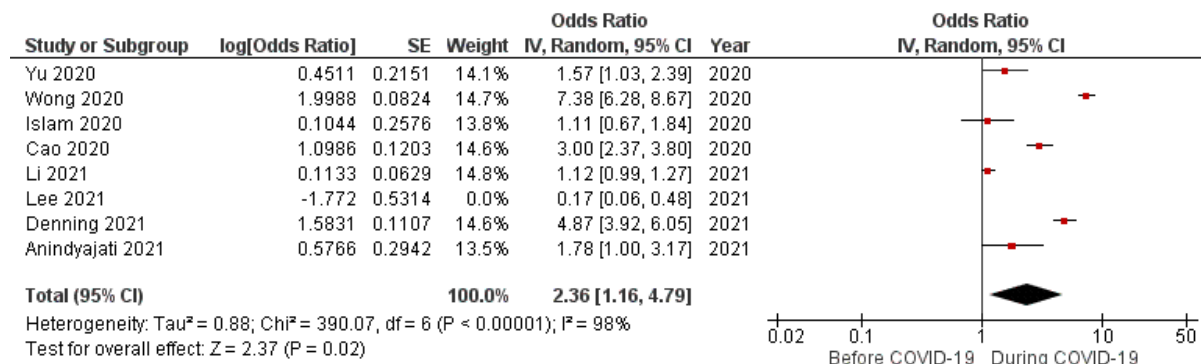 Odds Ratio Odds Ratio
Study or Subgroup log[Odds Ratio] SE Weight IV, Random, 95% CI Year IV, Random, 95% CI
Yu 2020 0.4511 0.2151 14.1% 1.57 [1.03, 2.39] 2020
Wong 2020 1.9988 0.0824 14.7% 7.38 [6.28, 8.67] 2020
Islam 2020 0.1044 0.2576 13.8% 1.11 [0.67, 1.84] 2020
Cao 2020 1.0986 0.1203 14.6% 3.00 [2.37, 3.80] 2020
Li 2021 0.1133 0.0629 14.8% 1.12 [0.99, 1.27] 2021
Lee 2021 -1.772 0.5314 0.0% 0.17 [0.06, 0.48] 2021
Denning 2021 1.5831 0.1107 14.6% 4.87 [3.92, 6.05] 2021
Anindyajati 2021 0.5766 0.2942 13.5% 1.78 [1.00, 3.17] 2021
Total (95% CI) 100.0% 2.36 [1.16, 4.79]
Heterogeneity: Tau² = 0.88; Chi² = 390.07, df = 6 (P < 0.00001); I² = 98%
Test for overall effect: Z = 2.37 (P = 0.02)
0.02 0.1 1 10 50
Before COVID-19 During COVID-19